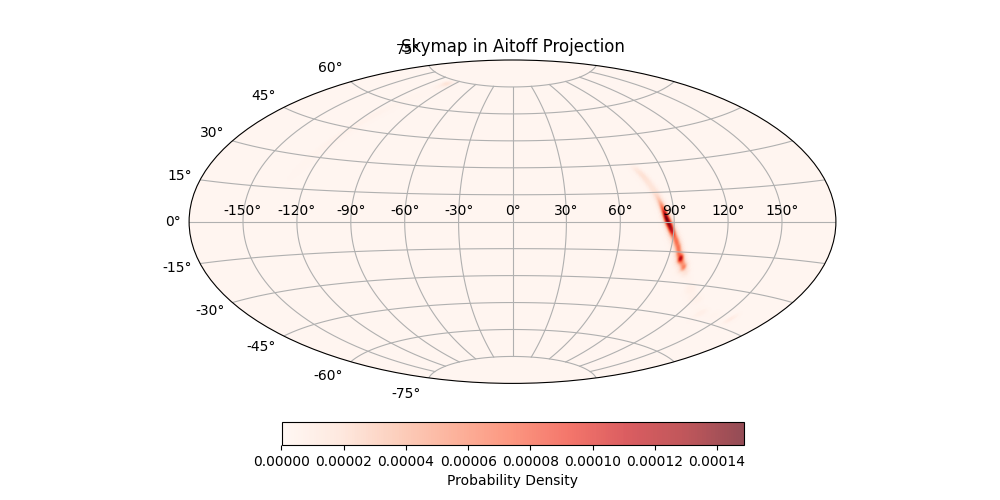 Skymap in Aitoff Projection
75°
60°
45°
30°
15°
0°
-150° -120° -90° -60° -30° 0° 30° 60° 90° 120° 150°
-15°
-30°
-45°
-60°
-75°
0.00000 0.00002 0.00004 0.00006 0.00008 0.00010 0.00012 0.00014
Probability Density